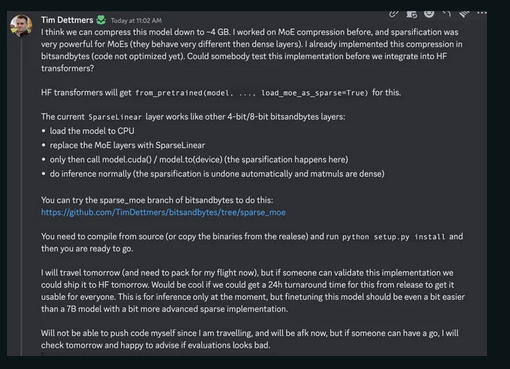 Tim Dettmers Today at 11:02 AM
I think we can compress this model down to ~4 GB. I worked on MoE compression before, and sparsification was
very powerful for MoEs (they behave very different then dense layers). I already implemented this compression in
bitsandbytes (code not optimized yet). Could somebody test this implementation before we integrate into HF
transformers?
HF transformers will get from_pretrained(model, ..., load_moe_as_sparse=True) for this.
The current SparseLinear layer works like other 4-bit/8-bit bitsandbytes layers:
• load the model to CPU
• replace the MoE layers with SparseLinear
• only then call model.cuda() / model.to(device) (the sparsification happens here)
• do inference normally (the sparsification is undone automatically and matmuls are dense)
You can try the sparse_moe branch of bitsandbytes to do this:
https://github.com/TimDettmers/bitsandbytes/tree/sparse_moe
You need to compile from source (or copy the binaries from the realese) and run python setup.py install and
then you are ready to go.
I will travel tomorrow (and need to pack for my flight now), but if someone can validate this implementation we
could ship it to HF tomorrow. Would be cool if we could get a 24h turnaround time for this from release to get it
usable for everyone. This is for inference only at the moment, but finetuning this model should be even a bit easier
than a 7B model with a bit more advanced sparse implementation.
Will not be able to push code myself since I am travelling, and will be afk now, but if someone can have a go, I will
check tomorrow and happy to advise if evaluations looks bad.